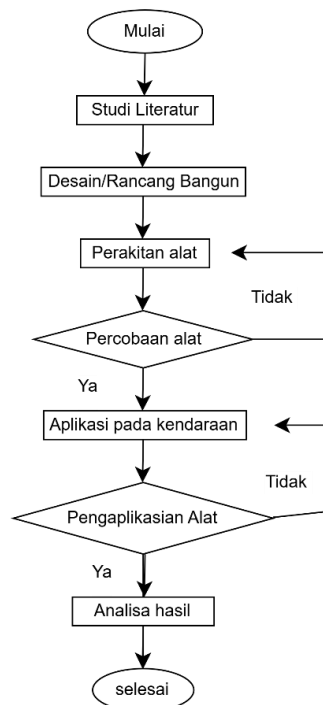 Mulai
Studi Literatur
Desain/Rancang Bangun
Perakitan alat
Tidak
Percobaan alat
Ya
Aplikasi pada kendaraan
Tidak
Pengaplikasian Alat
Ya
Analisa hasil
selesai